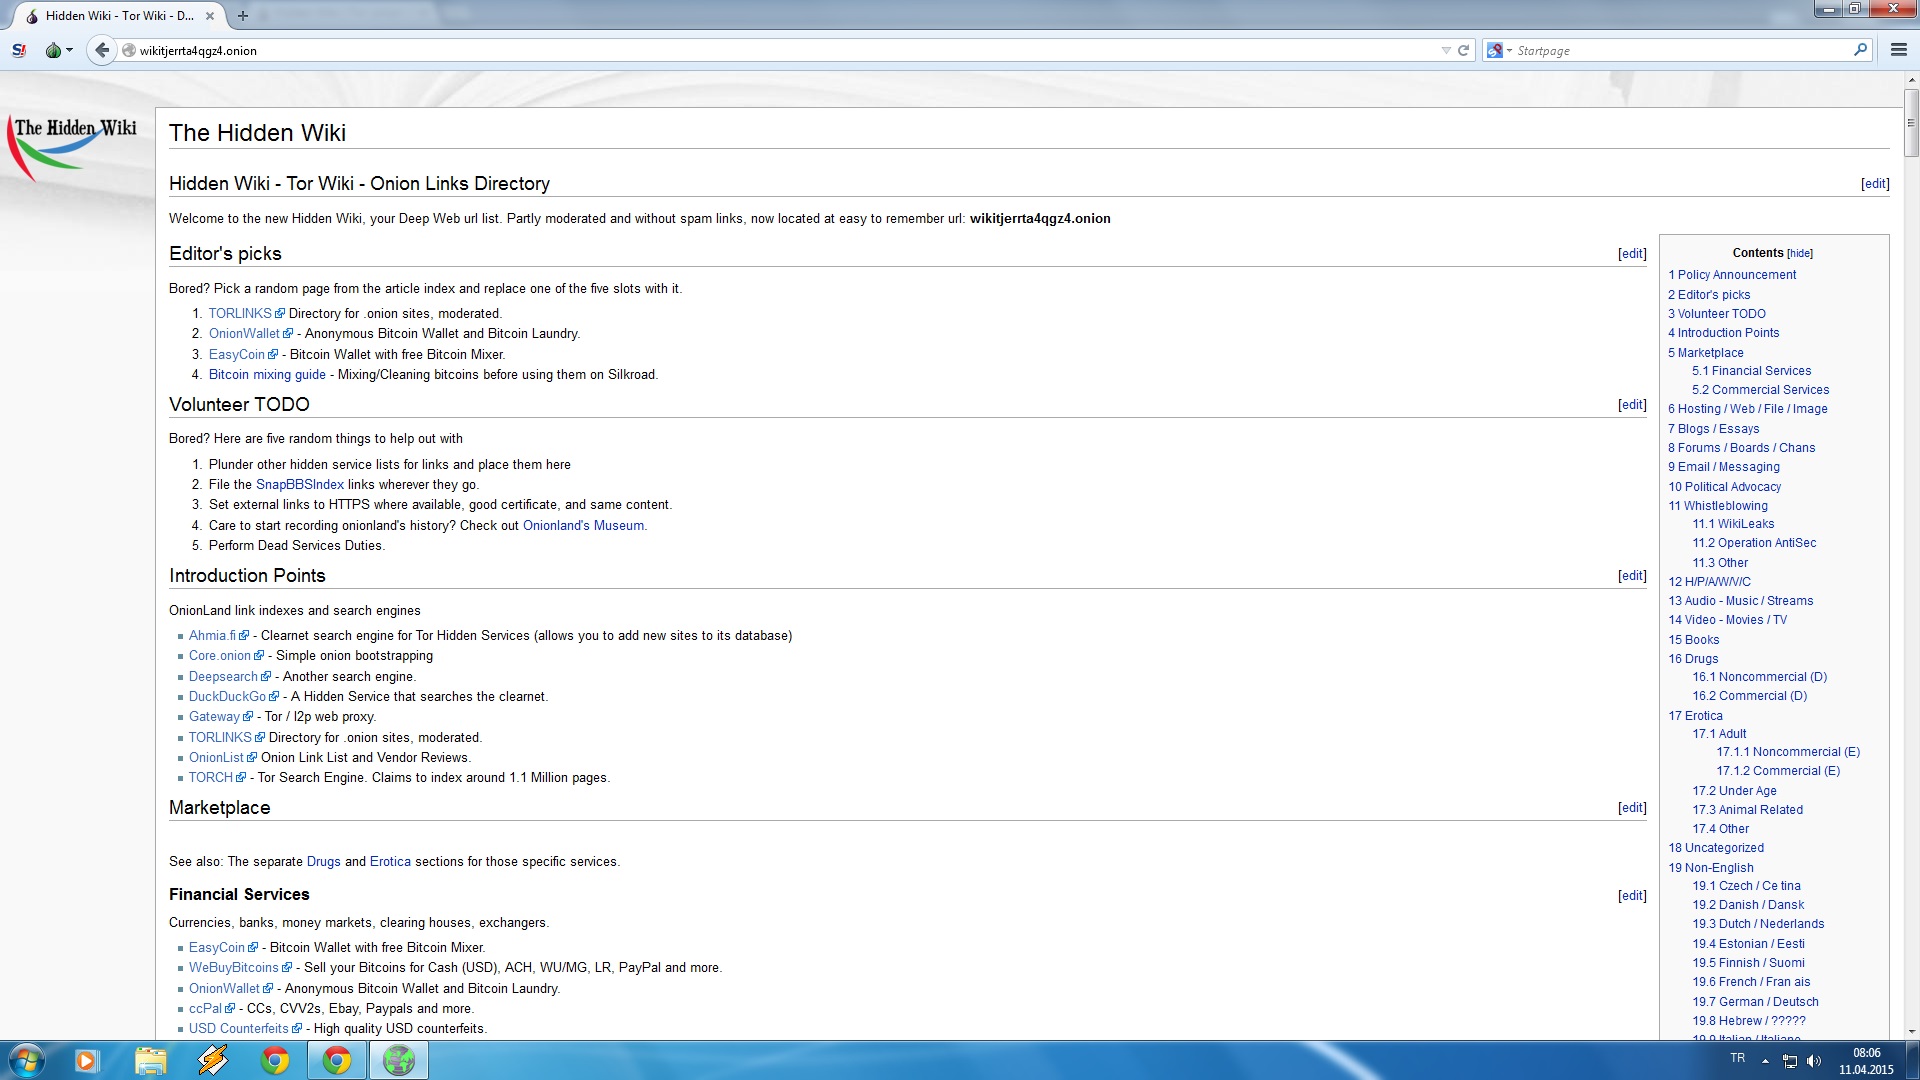 Hidden Wiki - Tor Wiki - D...
wikitjerrta4qgz4.onion
Startpage
The Hidden Wiki
The Hidden Wiki
Hidden Wiki - Tor Wiki - Onion Links Directory [edit]
Welcome to the new Hidden Wiki, your Deep Web url list. Partly moderated and without spam links, now located at easy to remember url: wikitjerrta4qgz4.onion
Editor's picks [edit]
Bored? Pick a random page from the article index and replace one of the five slots with it.
1. TORLINKS Directory for .onion sites, moderated.
2. OnionWallet - Anonymous Bitcoin Wallet and Bitcoin Laundry.
3. EasyCoin - Bitcoin Wallet with free Bitcoin Mixer.
4. Bitcoin mixing guide - Mixing/Cleaning bitcoins before using them on Silkroad.
Volunteer TODO [edit]
Bored? Here are five random things to help out with
1. Plunder other hidden service lists for links and place them here
2. File the SnapBBSIndex links wherever they go.
3. Set external links to HTTPS where available, good certificate, and same content.
4. Care to start recording onionland's history? Check out Onionland's Museum.
5. Perform Dead Services Duties.
Introduction Points [edit]
OnionLand link indexes and search engines
Ahmia.fi - Clearnet search engine for Tor Hidden Services (allows you to add new sites to its database)
Core.onion - Simple onion bootstrapping
Deepsearch - Another search engine.
DuckDuckGo - A Hidden Service that searches the clearnet.
Gateway - Tor / I2p web proxy.
TORLINKS Directory for .onion sites, moderated.
OnionList Onion Link List and Vendor Reviews.
TORCH - Tor Search Engine. Claims to index around 1.1 Million pages.
Marketplace [edit]
See also: The separate Drugs and Erotica sections for those specific services.
Financial Services [edit]
Currencies, banks, money markets, clearing houses, exchangers.
EasyCoin - Bitcoin Wallet with free Bitcoin Mixer.
WeBuyBitcoins - Sell your Bitcoins for Cash (USD), ACH, WU/MG, LR, PayPal and more.
OnionWallet - Anonymous Bitcoin Wallet and Bitcoin Laundry.
ccPal - CCs, CVV2s, Ebay, Paypals and more.
USD Counterfeits - High quality USD counterfeits.
Contents [hide]
1 Policy Announcement
2 Editor's picks
3 Volunteer TODO
4 Introduction Points
5 Marketplace
5.1 Financial Services
5.2 Commercial Services
6 Hosting / Web / File / Image
7 Blogs / Essays
8 Forums / Boards / Chans
9 Email / Messaging
10 Political Advocacy
11 Whistleblowing
11.1 WikiLeaks
11.2 Operation AntiSec
11.3 Other
12 H/P/A/W/V/C
13 Audio - Music / Streams
14 Video - Movies / TV
15 Books
16 Drugs
16.1 Noncommercial (D)
16.2 Commercial (D)
17 Erotica
17.1 Adult
17.1.1 Noncommercial (E)
17.1.2 Commercial (E)
17.2 Under Age
17.3 Animal Related
17.4 Other
18 Uncategorized
19 Non-English
19.1 Czech / Ce tina
19.2 Danish / Dansk
19.3 Dutch / Nederlands
19.4 Estonian / Eesti
19.5 Finnish / Suomi
19.6 French / Fran ais
19.7 German / Deutsch
19.8 Hebrew / ?????
19.9 Italian / Italiano
TR
08:06
11.04.2015